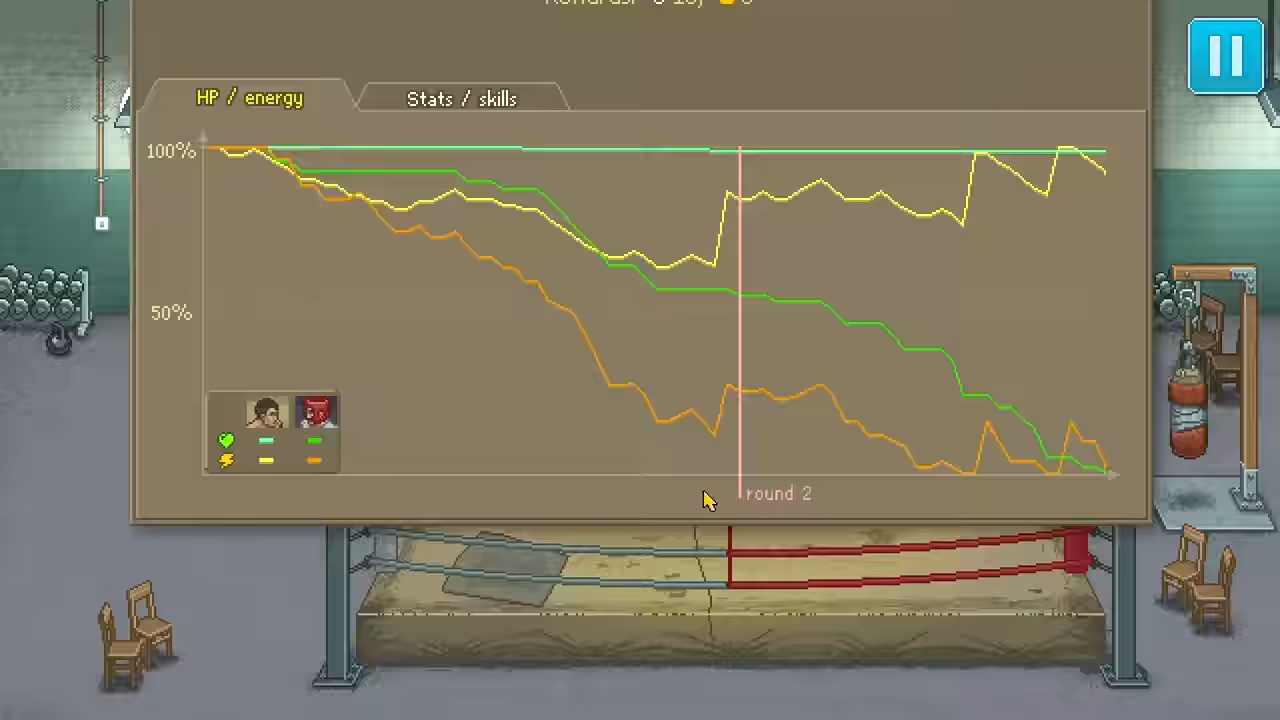 HP / energy
Stats / skills
100%
50%
round 2